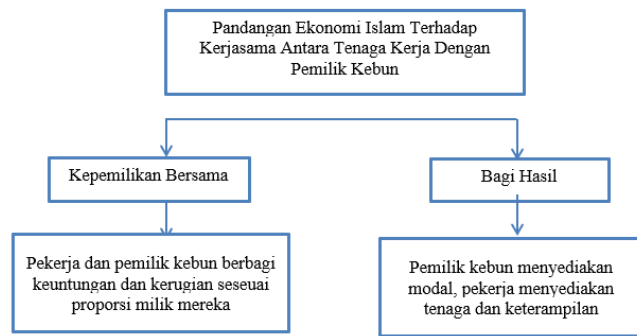 Pandangan Ekonomi Islam Terhadap
Kerjasama Antara Tenaga Kerja Dengan
Pemilik Kebun
Kepemilikan Bersama
Bagi Hasil
Pekerja dan pemilik kebun berbagi
keuntungan dan kerugian seseuai
proporsi milik mereka
Pemilik kebun menyediakan
modal, pekerja menyediakan
tenaga dan keterampilan